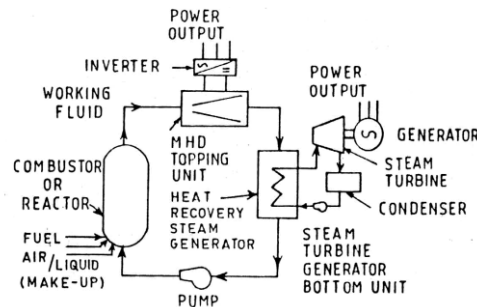 POWER
OUTPUT
INVERTER
WORKING
FLUID
MHD
TOPPING
UNIT
POWER
OUTPUT
GENERATOR
STEAM
TURBINE
CONDENSER
COMBUSTOR
OR
REACTOR
HEAT
RECOVERY
STEAM
GENERATOR
FUEL
AIR/LIQUID
(MAKE-UP)
STEAM
TURBINE
GENERATOR
BOTTOM UNIT
PUMP